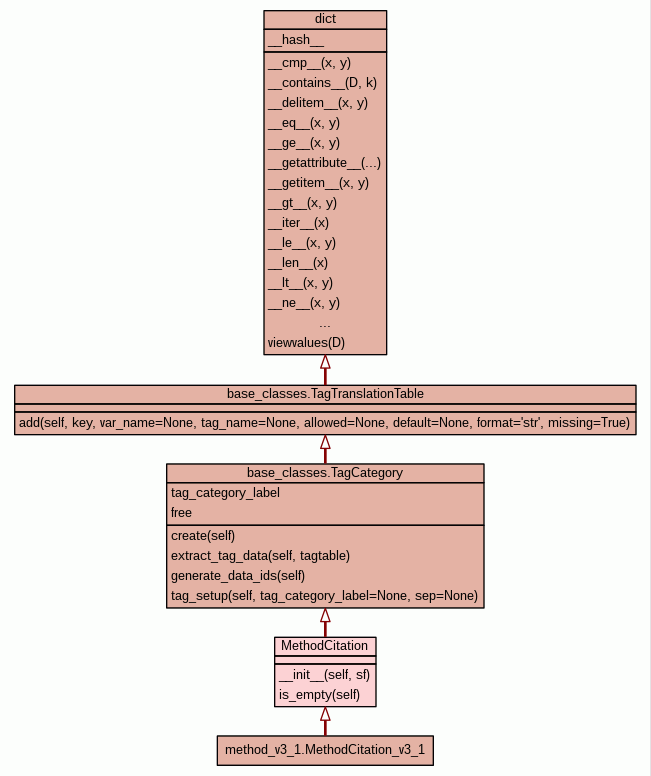 dict
__hash__
__cmp__(x, y)
__contains__(D, k)
__delitem__(x, y)
__eq__(x, y)
__ge__(x, y)
__getattribute__(...)
__getitem__(x, y)
__gt__(x, y)
__iter__(x)
__le__(x, y)
__len__(x)
__lt__(x, y)
__ne__(x, y)
...
viewvalues(D)
base_classes.TagTranslationTable
add(self, key, var_name=None, tag_name=None, allowed=None, default=None, format='str', missing=True)
base_classes.TagCategory
tag_category_label
free
create(self)
extract_tag_data(self, tagtable)
generate_data_ids(self)
tag_setup(self, tag_category_label=None, sep=None)
MethodCitation
__init__(self, sf)
is_empty(self)
method_v3_1.MethodCitation_v3_1